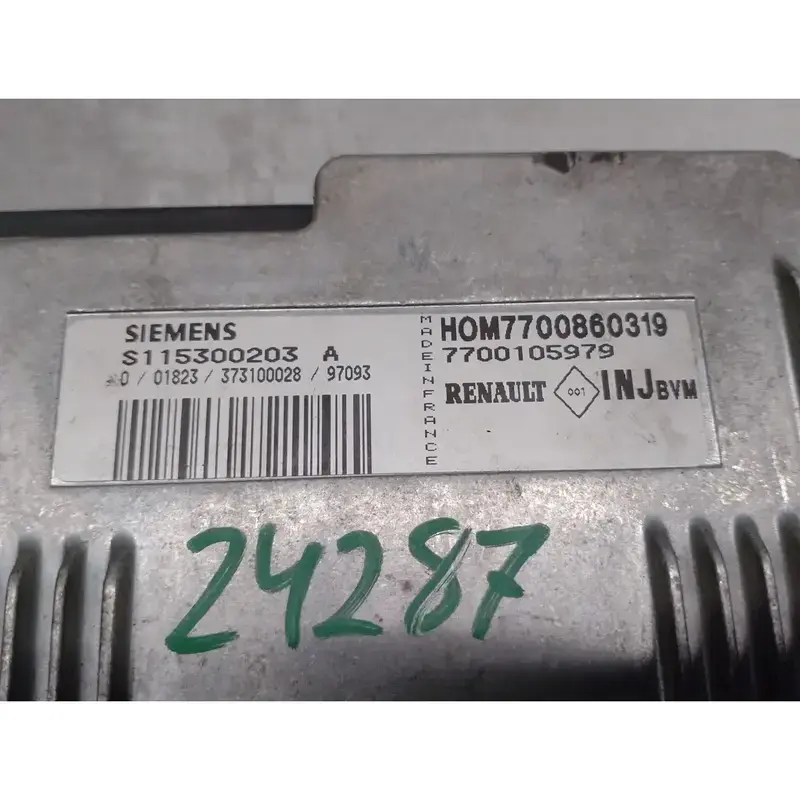 SIEMENS
S115300203 A
0 / 01823 / 373100028 / 97093
MADE IN FRANCE
HOM7700860319
7700105979
RENAULT 001 INJ BVM
24287